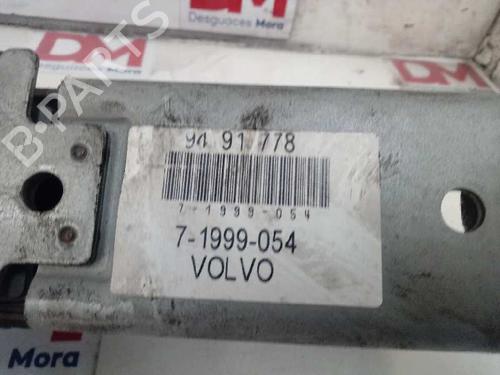 DM
Desguaces Mora
DM
B-PARTS
94 91 778
7-1999-054
7-1999-054
VOLVO
Mora
DM